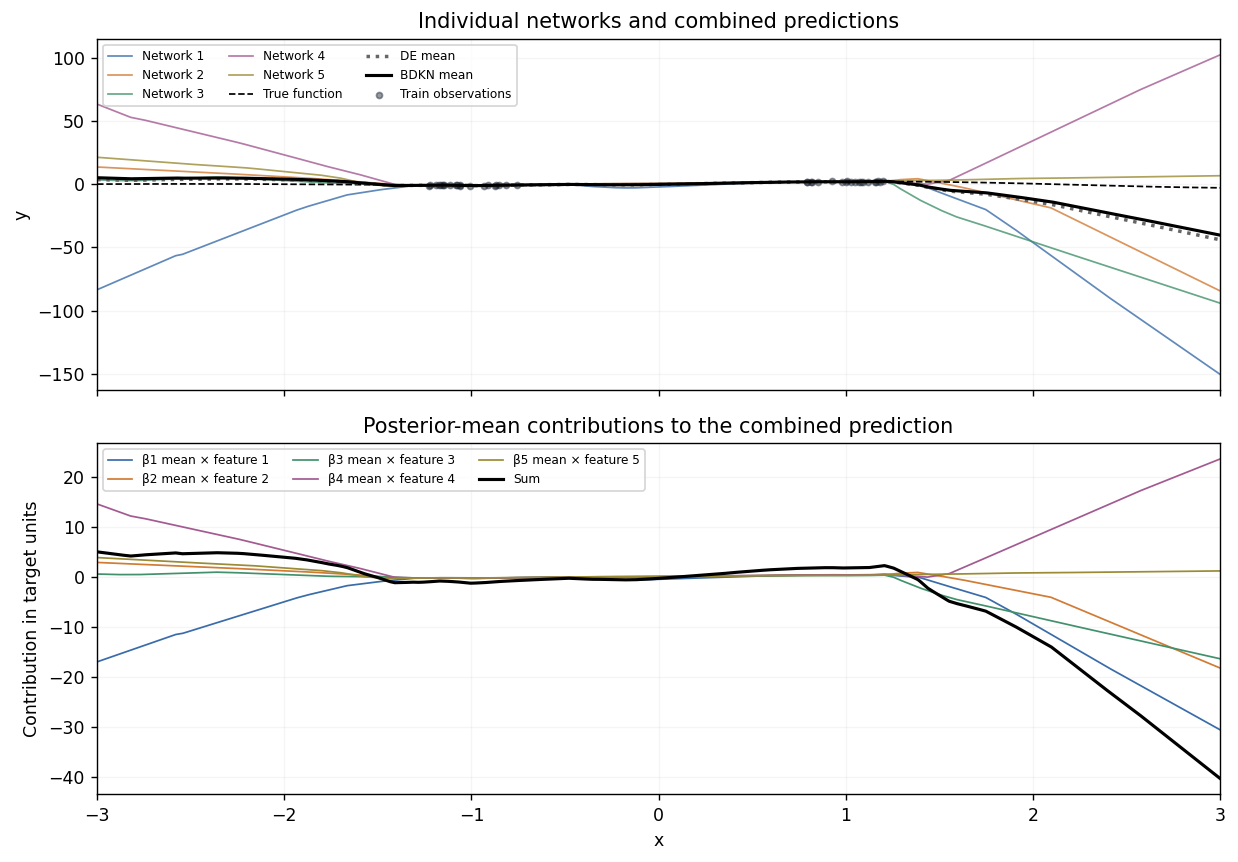 Individual networks and combined predictions
Network 1
Network 2
Network 3
Network 4
Network 5
True function
DE mean
BDKN mean
Train observations
100
50
0
−50
−100
−150
y
Posterior-mean contributions to the combined prediction
β1 mean × feature 1
β2 mean × feature 2
β3 mean × feature 3
β4 mean × feature 4
β5 mean × feature 5
Sum
20
10
0
−10
−20
−30
−40
Contribution in target units
−3
−2
−1
0
1
2
3
x